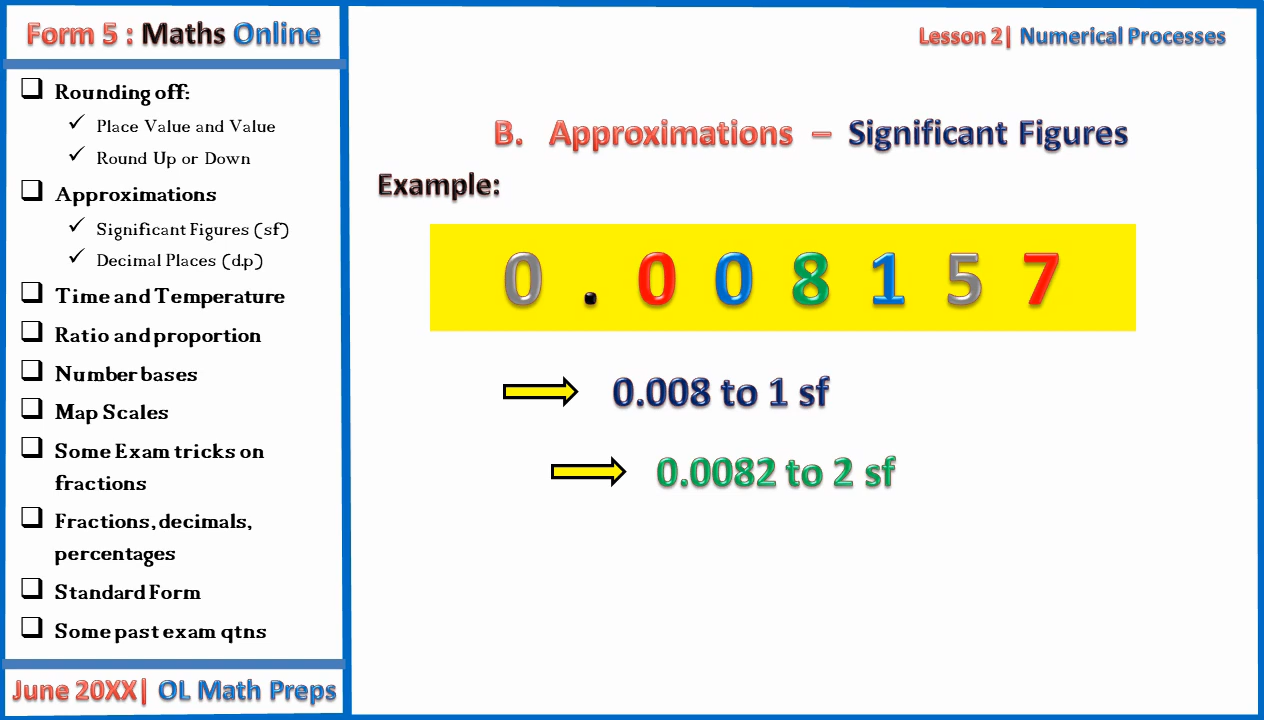 Form 5 : Maths Online
Rounding off:
Place Value and Value
Round Up or Down
Approximations
Significant Figures (sf)
Decimal Places (d.p)
Time and Temperature
Ratio and proportion
Number bases
Map Scales
Some Exam tricks on
fractions
Fractions, decimals,
percentages
Standard Form
Some past exam qtns
June 20XX| OL Math Preps
Lesson 2| Numerical Processes
B. Approximations – Significant Figures
Example:
0 . 0 0 8 1 5 7
0.008 to 1 sf
0.0082 to 2 sf